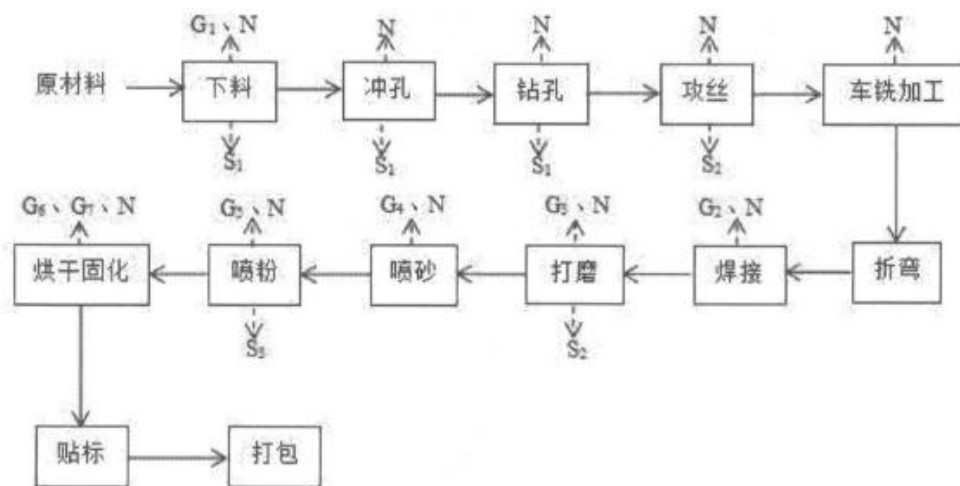 G₁、N N N N N
原材料 下料 冲孔 钻孔 攻丝 车铣加工
S₁ S₁ S₁ S₂
G₆、G₇、N G₅、N G₄、N G₃、N G₂、N
烘干固化 喷粉 喷砂 打磨 焊接 折弯
S₅ S₂
贴标 打包